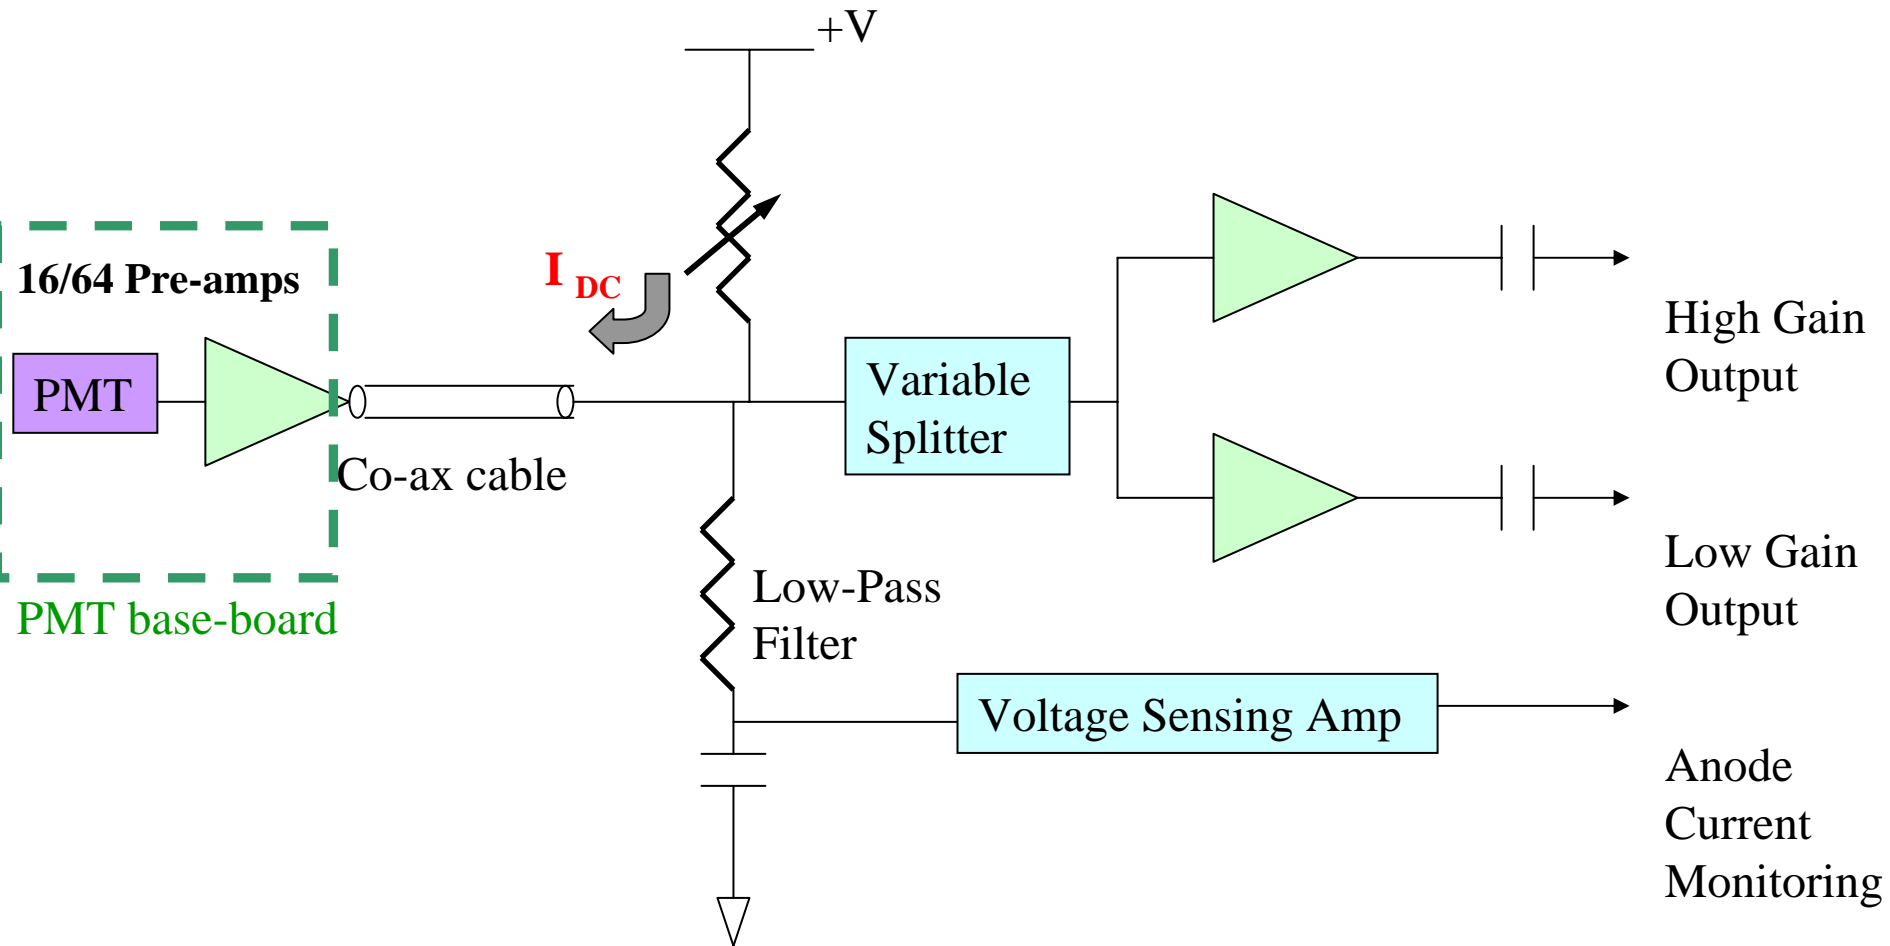 +V
16/64 Pre-amps
I DC
PMT
Co-ax cable
PMT base-board
Variable
Splitter
High Gain
Output
Low Gain
Output
Low-Pass
Filter
Voltage Sensing Amp
Anode
Current
Monitoring